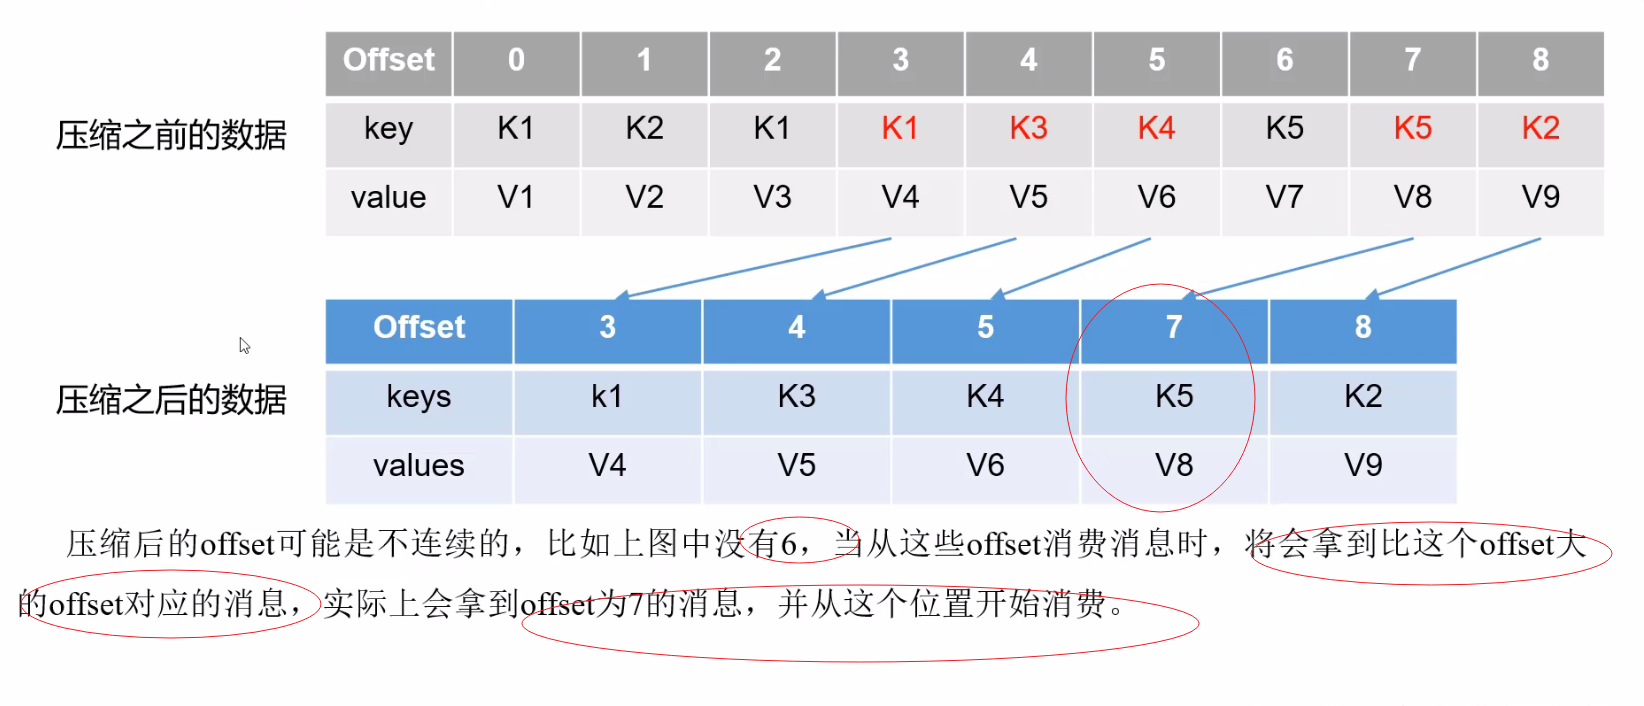 Offset 0 1 2 3 4 5 6 7 8
压缩之前的数据
key K1 K2 K1 K1 K3 K4 K5 K5 K2
value V1 V2 V3 V4 V5 V6 V7 V8 V9
Offset 3 4 5 7 8
压缩之后的数据
keys k1 K3 K4 K5 K2
values V4 V5 V6 V8 V9
压缩后的offset可能是不连续的，比如上图中没有6，当从这些offset消费消息时，将会拿到比这个offset大
的offset对应的消息，实际上会拿到offset为7的消息，并从这个位置开始消费。